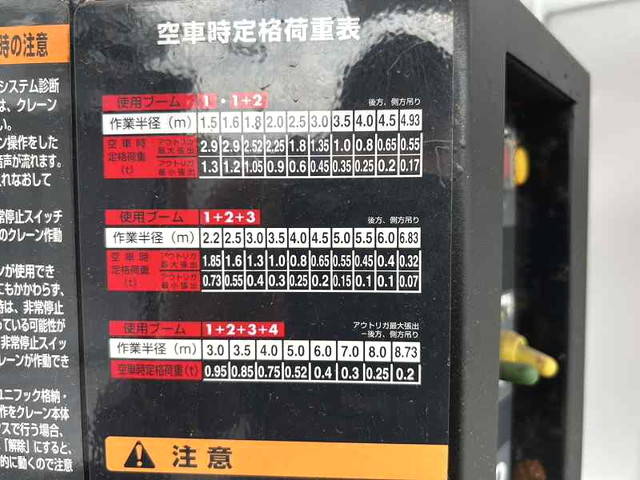 時の注意
システム診断
は、クレーン
い。
ン操作をした
音声が流れます。
れなおして
常停止スイッチ
のクレーン作動
ンが使用でき
てもかかわらず、
時は、非常停止
っている可能性が
非常停止スイッ
レーンが作動でき
ユニフック格納・
作をクレーン本体
クスで行う場合、
「解除」にすると、
的に動くので注意
空車時定格荷重表
使用ブーム 1・1+2 後方、側方吊り
作業半径(m) 1.5 1.6 1.8 2.0 2.5 3.0 3.5 4.0 4.5 4.93
空車時定格荷重(t) アウトリガ最大張出 2.9 2.9 2.52 2.25 1.8 1.35 1.0 0.8 0.65 0.55
アウトリガ最小張出 1.3 1.2 1.05 0.9 0.6 0.45 0.35 0.25 0.2 0.17
使用ブーム 1+2+3 後方、側方吊り
作業半径(m) 2.2 2.5 3.0 3.5 4.0 4.5 5.0 5.5 6.0 6.83
空車時定格荷重(t) アウトリガ最大張出 1.85 1.6 1.3 1.0 0.8 0.65 0.55 0.45 0.4 0.32
アウトリガ最小張出 0.73 0.55 0.4 0.3 0.25 0.2 0.15 0.1 0.1 0.07
使用ブーム 1+2+3+4 アウトリガ最大張出
−後方、側方吊り
作業半径(m) 3.0 3.5 4.0 5.0 6.0 7.0 8.0 8.73
空車時定格荷重(t) 0.95 0.85 0.75 0.52 0.4 0.3 0.25 0.2
注意